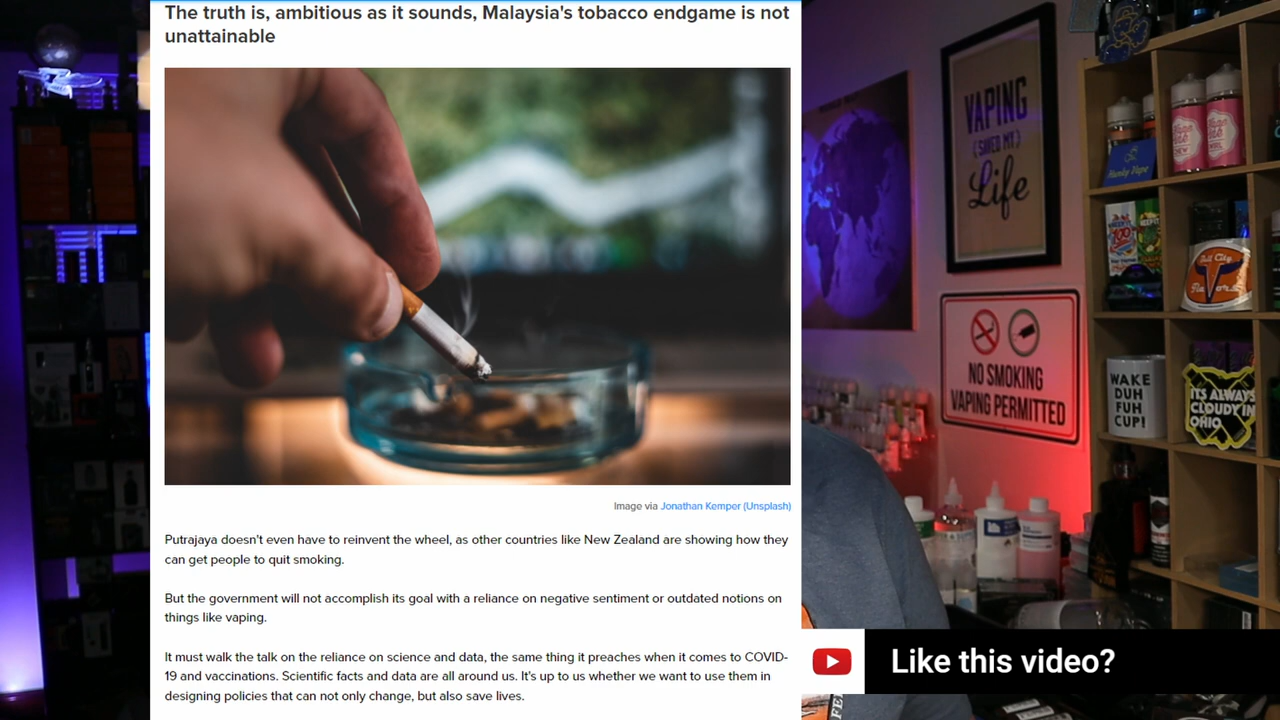 The truth is, ambitious as it sounds, Malaysia's tobacco endgame is not
unattainable
Image via Jonathan Kemper (Unsplash)
Putrajaya doesn't even have to reinvent the wheel, as other countries like New Zealand are showing how they
can get people to quit smoking.
But the government will not accomplish its goal with a reliance on negative sentiment or outdated notions on
things like vaping.
It must walk the talk on the reliance on science and data, the same thing it preaches when it comes to COVID-
19 and vaccinations. Scientific facts and data are all around us. It's up to us whether we want to use them in
designing policies that can not only change, but also save lives.
VAPING
(SAVED MY)
Life
NO SMOKING
VAPING PERMITTED
WAKE
DUH
FUH
CUP!
ITS ALWAYS
CLOUDY IN
OHIO
Like this video?